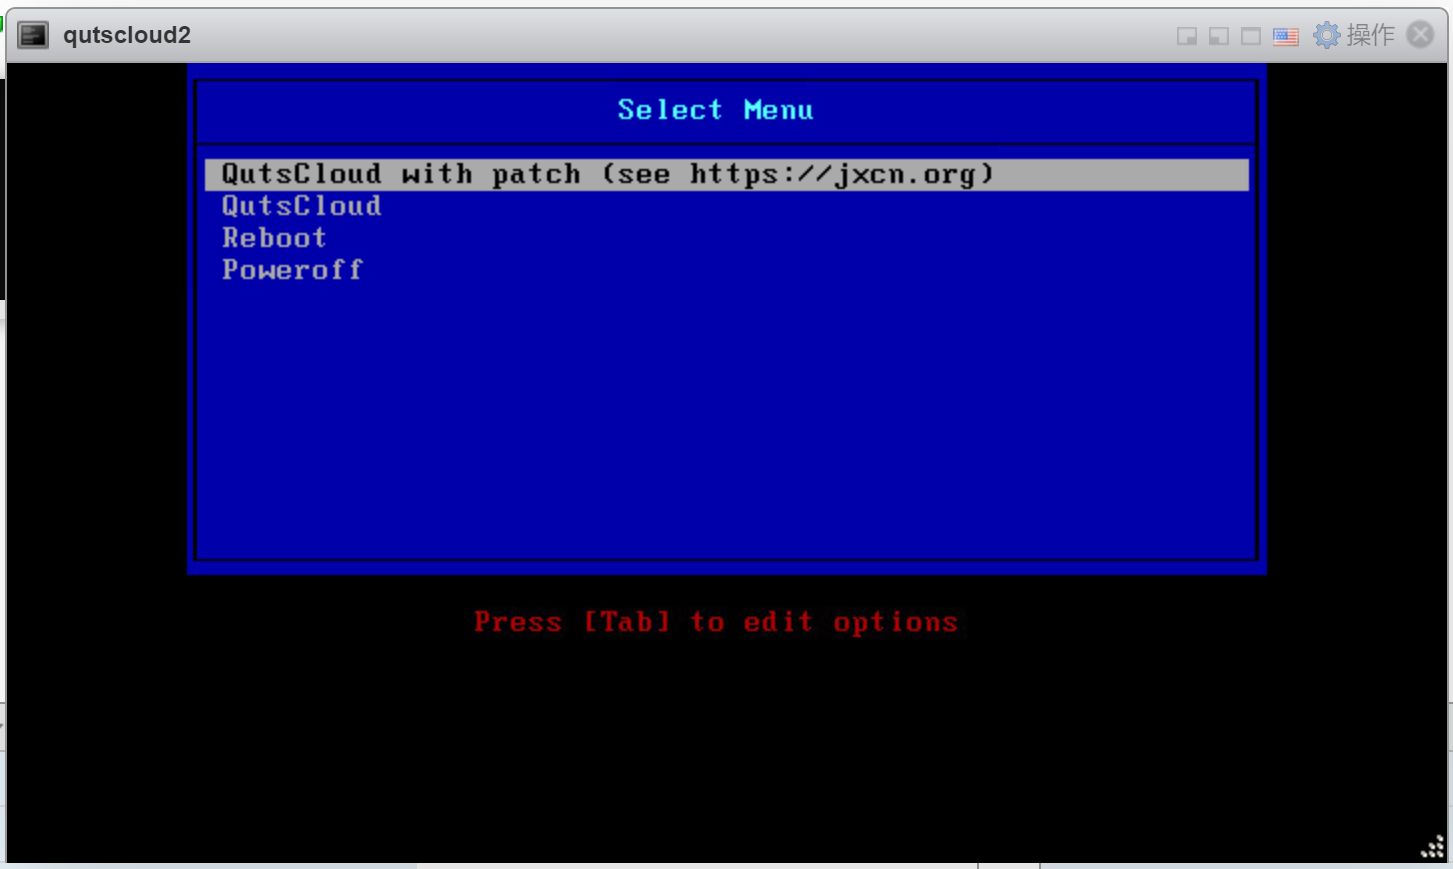 qutscloud2
操作
Select Menu
QutsCloud with patch (see https://jxcn.org)
QutsCloud
Reboot
Poweroff
Press [Tab] to edit options